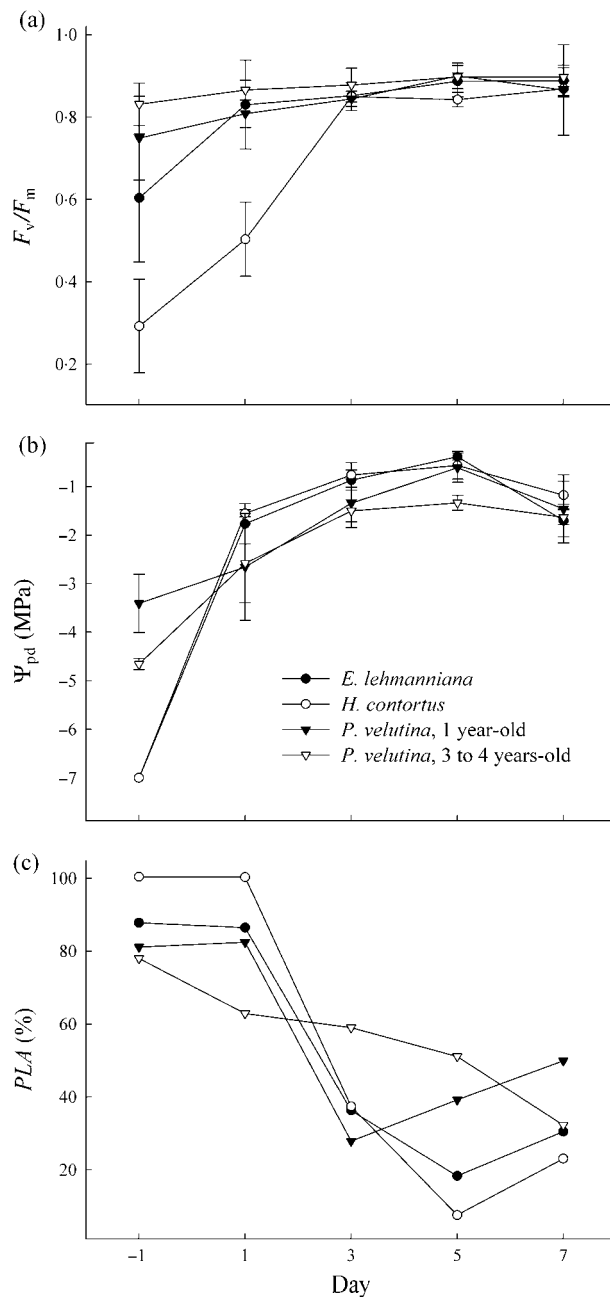 (a)
1·0
0·8
0·6
0·4
0·2
Fv/Fm
(b)
−1
−2
−3
−4
−5
−6
−7
Ψpd (MPa)
E. lehmanniana
H. contortus
P. velutina, 1 year-old
P. velutina, 3 to 4 years-old
(c)
100
80
60
40
20
PLA (%)
−1 1 3 5 7
Day